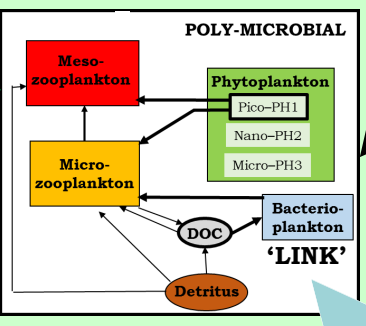 POLY-MICROBIAL
Meso-
zooplankton
Phytoplankton
Pico–PH1
Nano–PH2
Micro–PH3
Micro-
zooplankton
Bacterio-
plankton
DOC
‘LINK’
Detritus